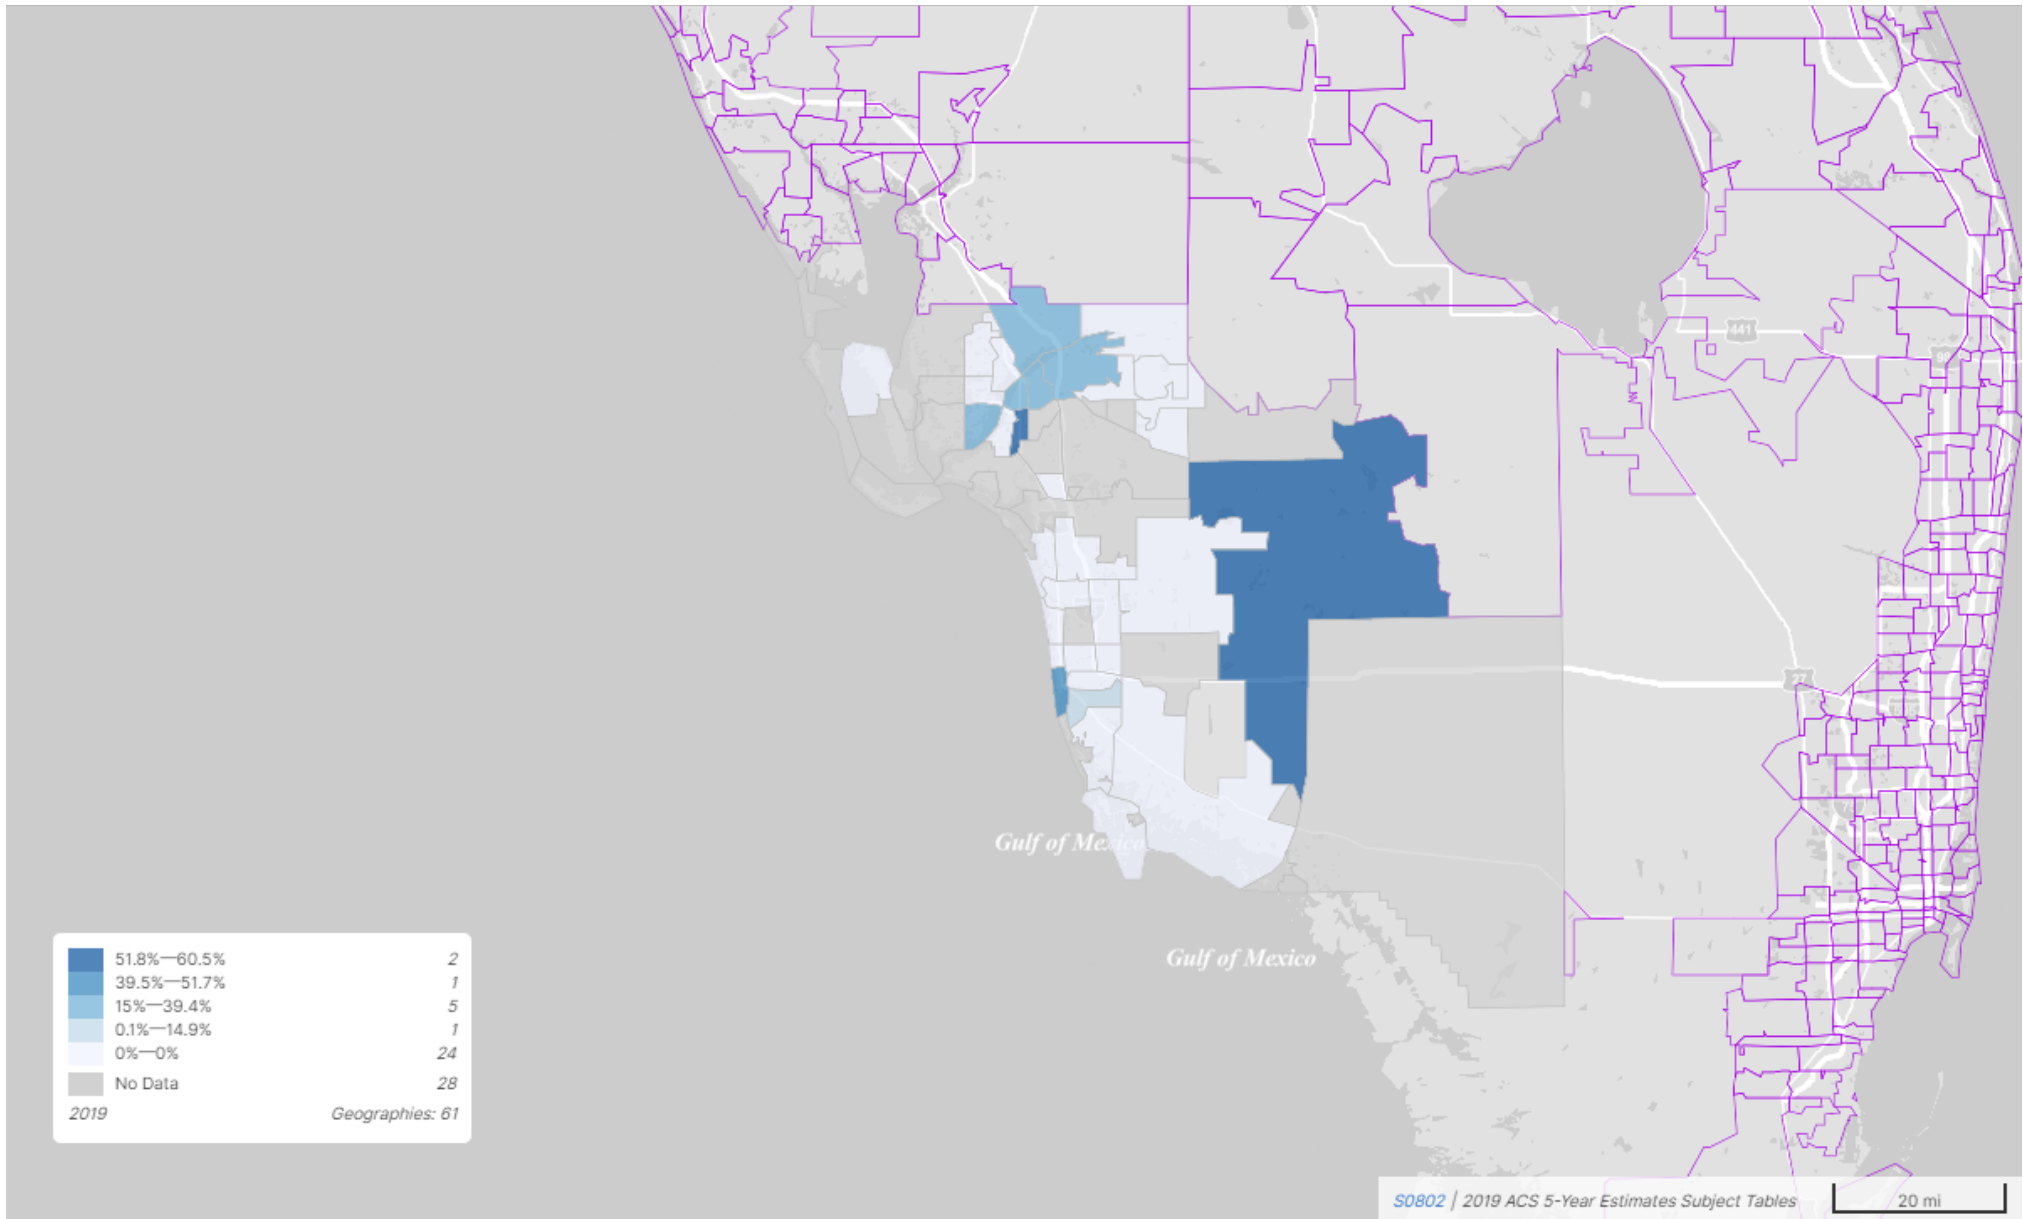 441
98
27
Gulf of Mexico
Gulf of Mexico
51.8%—60.5% 2
39.5%—51.7% 1
15%—39.4% 5
0.1%—14.9% 1
0%—0% 24
No Data 28
2019 Geographies: 61
S0802 | 2019 ACS 5-Year Estimates Subject Tables 20 mi